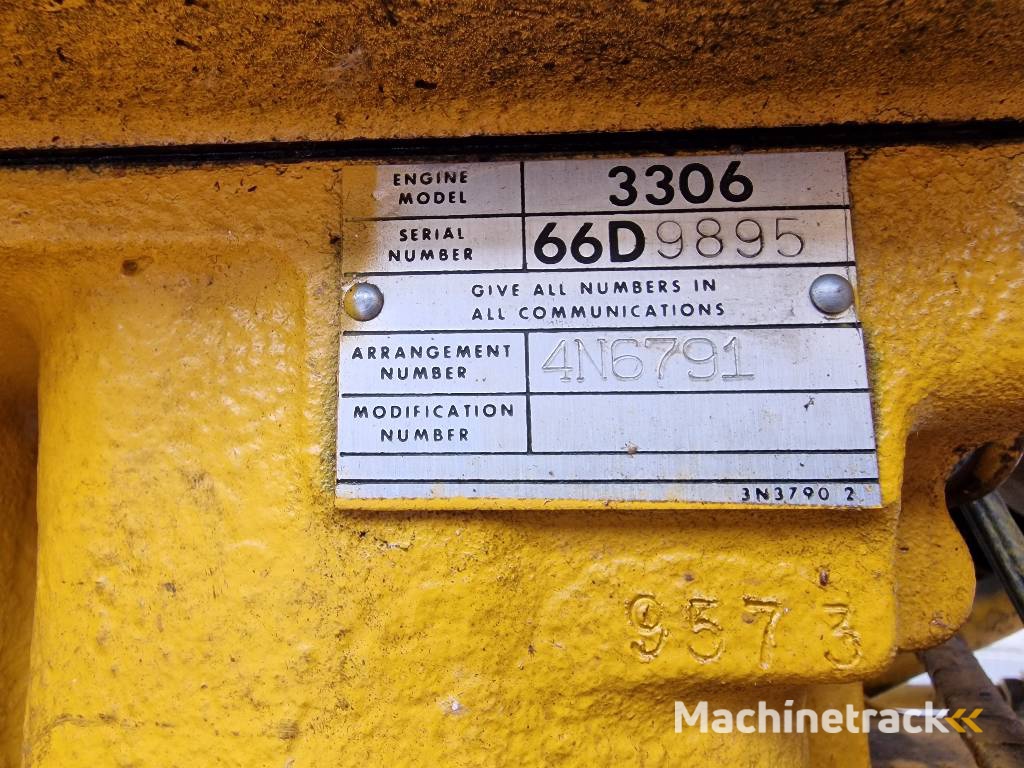 ENGINE MODEL 3306
SERIAL NUMBER 66D9895
GIVE ALL NUMBERS IN
ALL COMMUNICATIONS
ARRANGEMENT NUMBER 4N6791
MODIFICATION NUMBER
3N3790 2
9573
Machinetrack